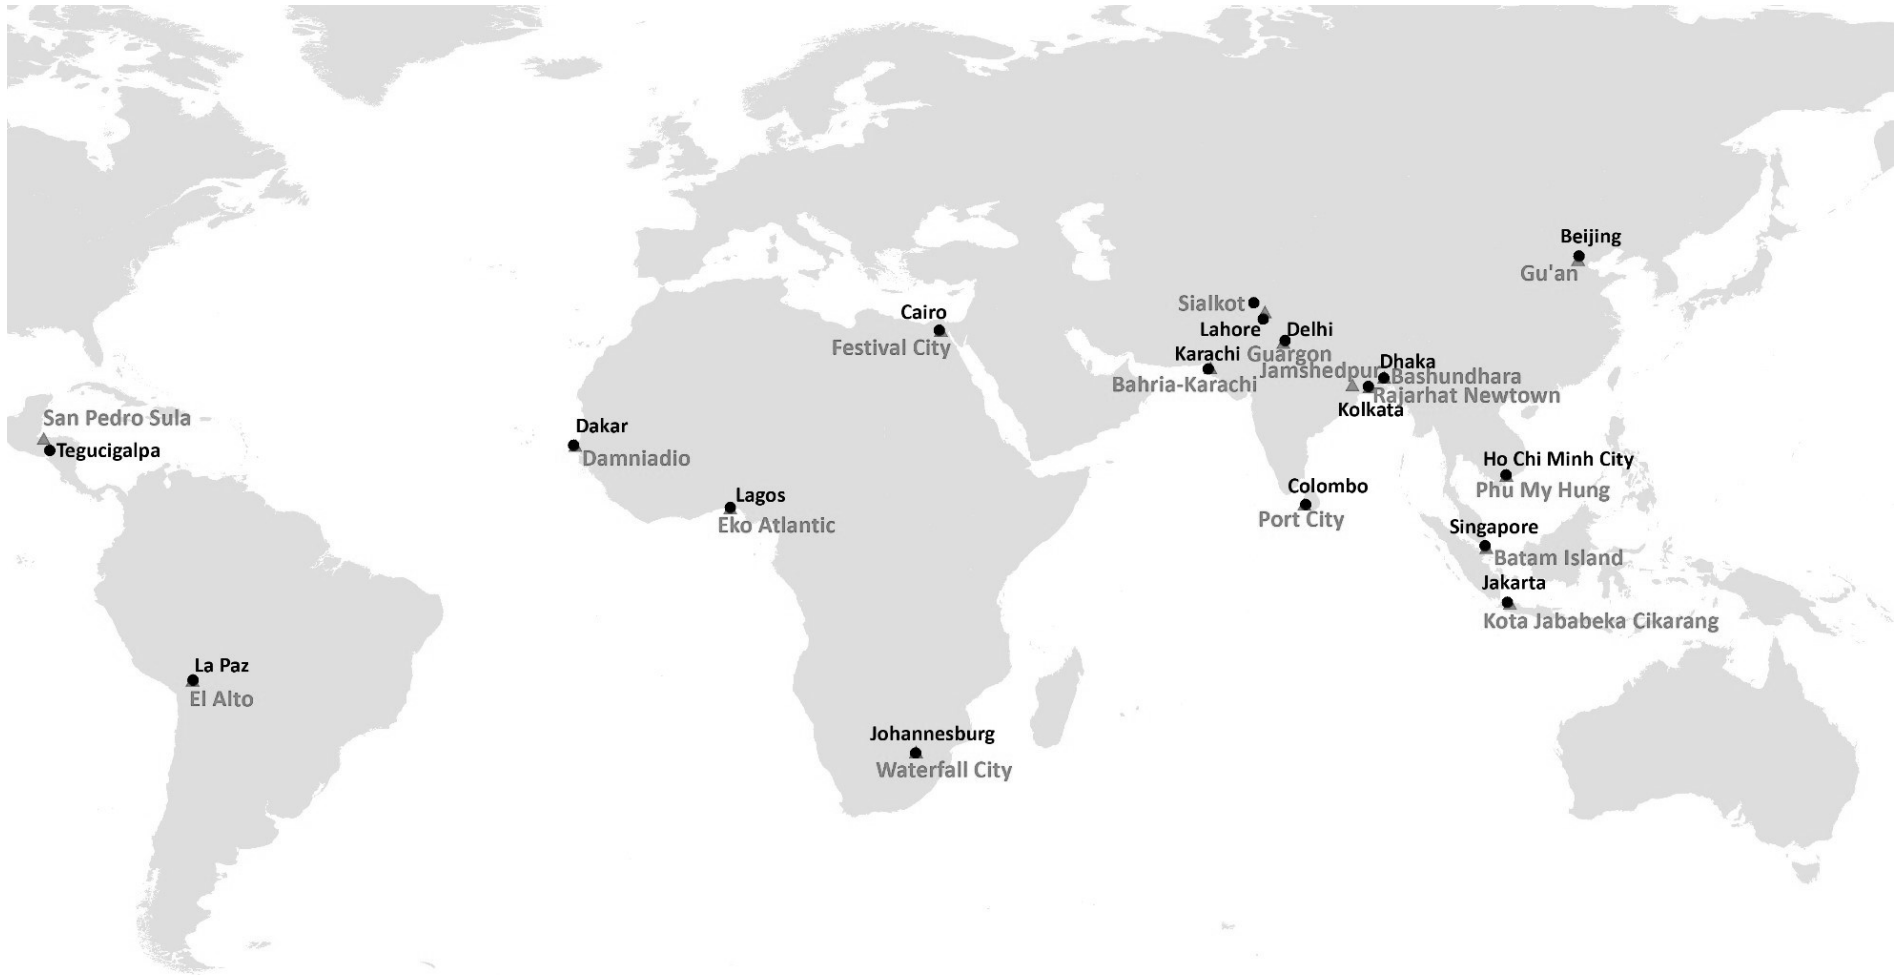 Beijing
Gu'an
Sialkot
Cairo
Festival City
Lahore
Delhi
Karachi
Guargon
Bahria-Karachi
Jamshedpur
Dhaka
Bashundhara
Rajarhat Newtown
Kolkata
San Pedro Sula
Tegucigalpa
Dakar
Damniadio
Ho Chi Minh City
Phu My Hung
Lagos
Eko Atlantic
Colombo
Port City
Singapore
Batam Island
Jakarta
Kota Jababeka Cikarang
La Paz
El Alto
Johannesburg
Waterfall City